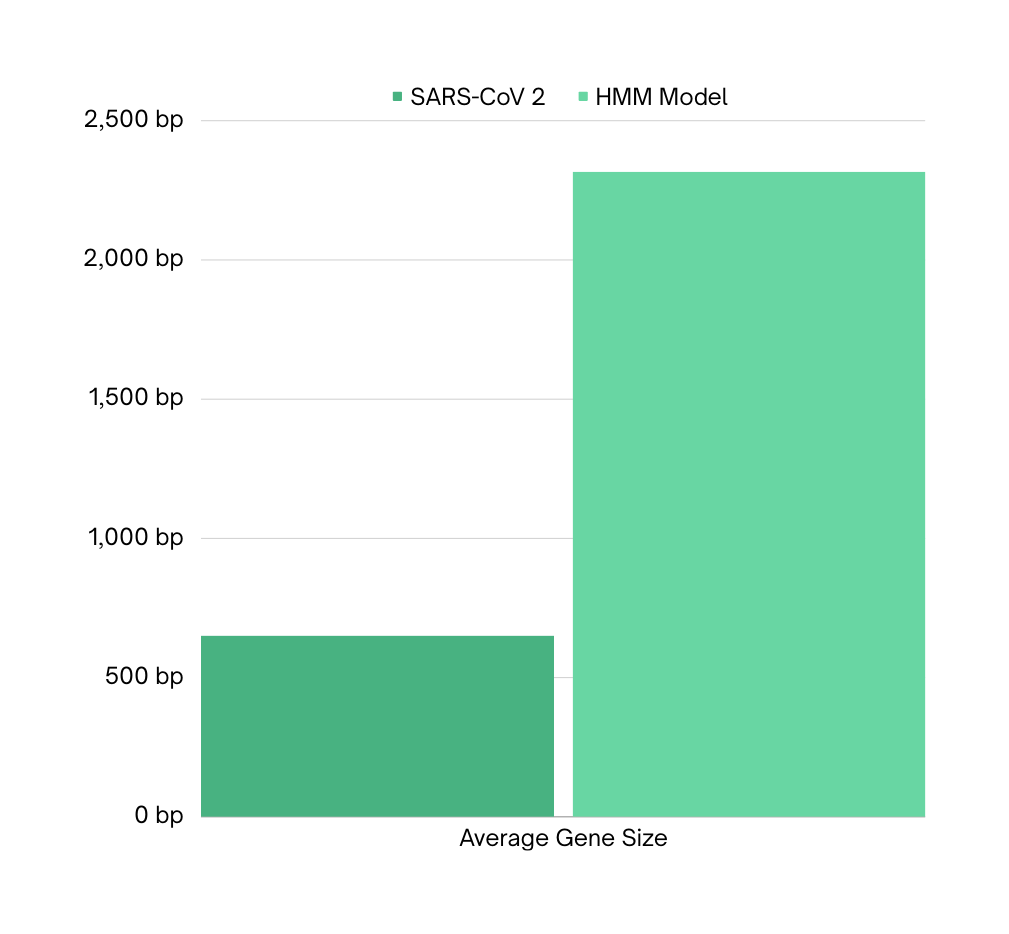 SARS-CoV 2 HMM Model
2,500 bp
2,000 bp
1,500 bp
1,000 bp
500 bp
0 bp
Average Gene Size